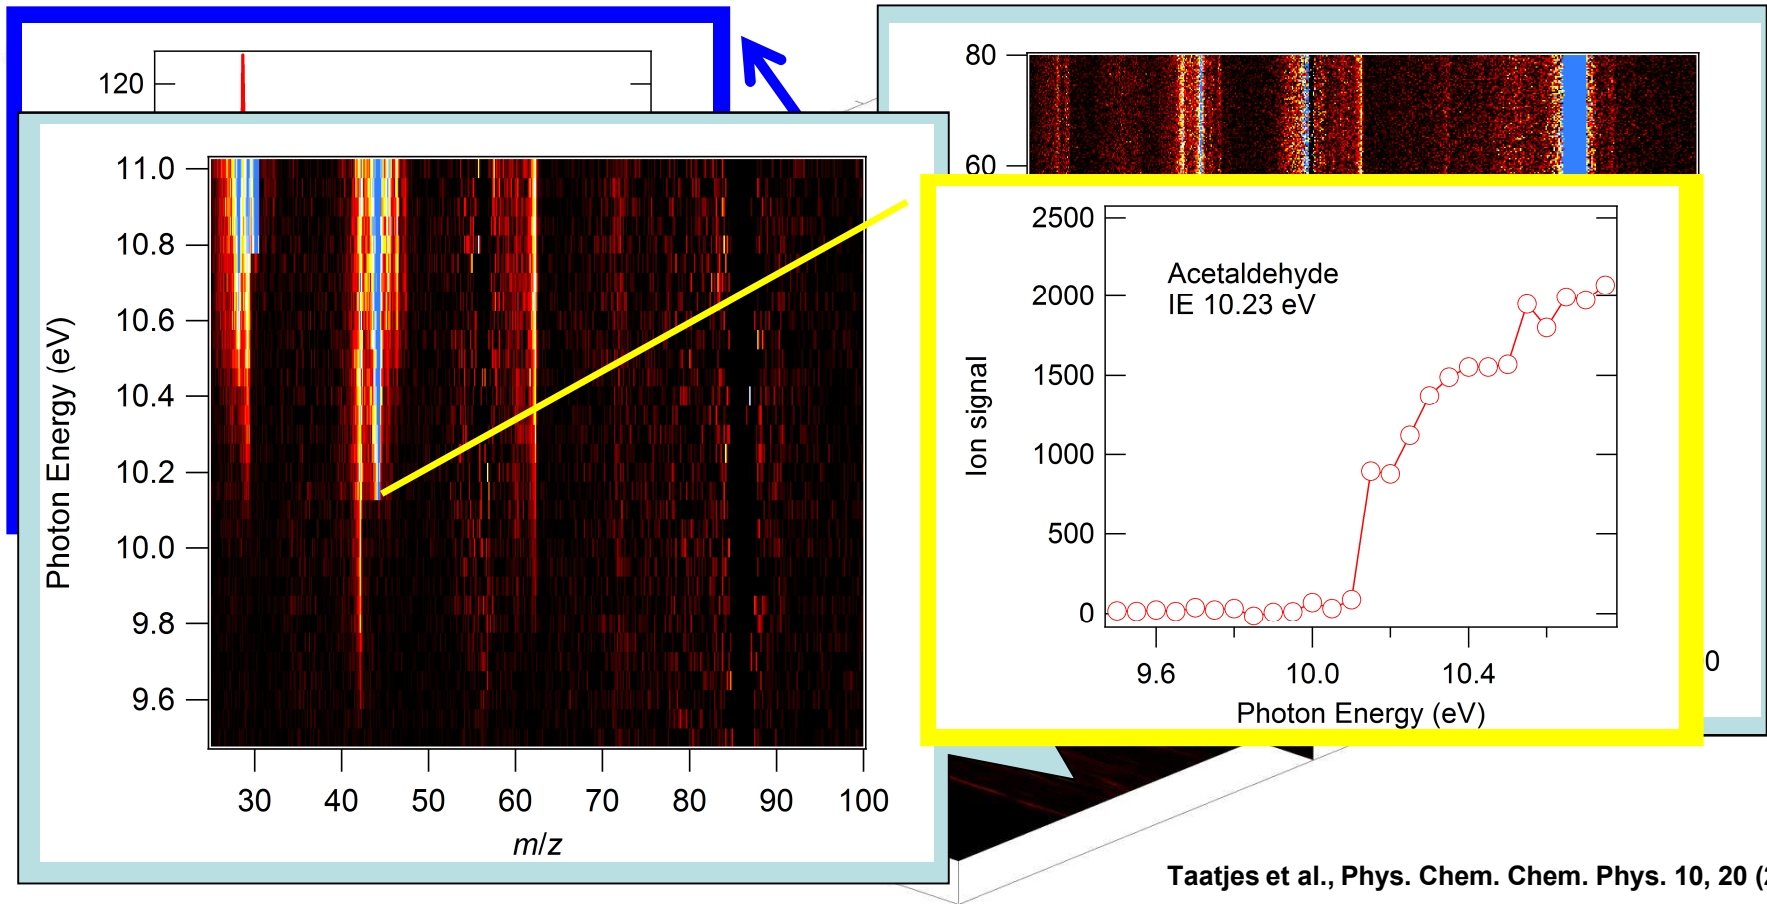 120
11.0
10.8
10.6
10.4
10.2
10.0
9.8
9.6
Photon Energy (eV)
30 40 50 60 70 80 90 100
m/z
80
60
0
2500
2000
1500
1000
500
0
Ion signal
Acetaldehyde
IE 10.23 eV
9.6 10.0 10.4
Photon Energy (eV)
Taatjes et al., Phys. Chem. Chem. Phys. 10, 20 (